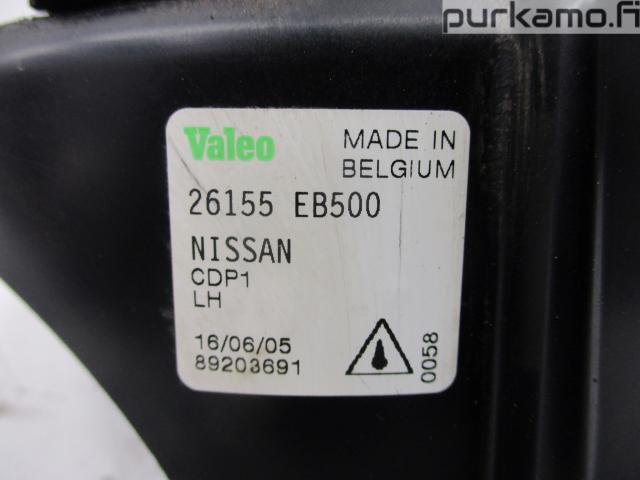 purkamo.fi
Valeo
MADE IN
BELGIUM
26155 EB500
NISSAN
CDP1
LH
16/06/05
89203691
0058